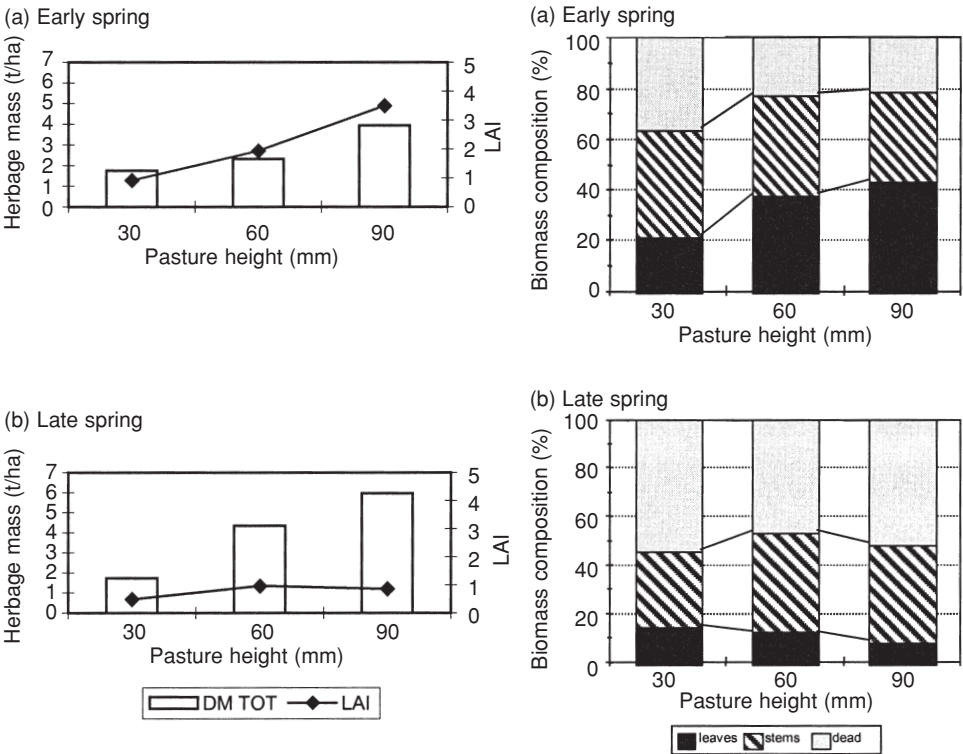 (a) Early spring
Herbage mass (t/ha)
7
6
5
4
3
2
1
0
5
4
3
2
1
0
LAI
30 60 90
Pasture height (mm)
(b) Late spring
Herbage mass (t/ha)
7
6
5
4
3
2
1
0
5
4
3
2
1
0
LAI
30 60 90
Pasture height (mm)
DM TOT LAI
(a) Early spring
Biomass composition (%)
100
80
60
40
20
0
30 60 90
Pasture height (mm)
(b) Late spring
Biomass composition (%)
100
80
60
40
20
0
30 60 90
Pasture height (mm)
leaves stems dead